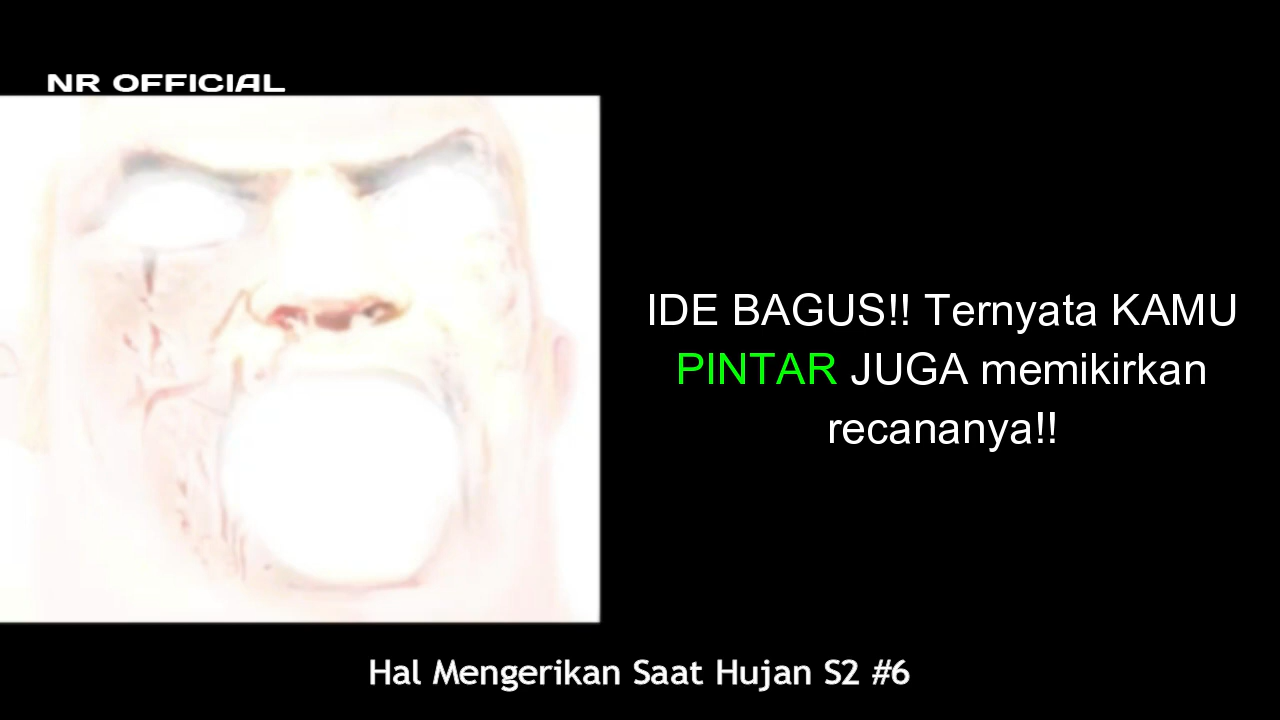 NR OFFICIAL
IDE BAGUS!! Ternyata KAMU
PINTAR JUGA memikirkan
recananya!!
Hal Mengerikan Saat Hujan S2 #6